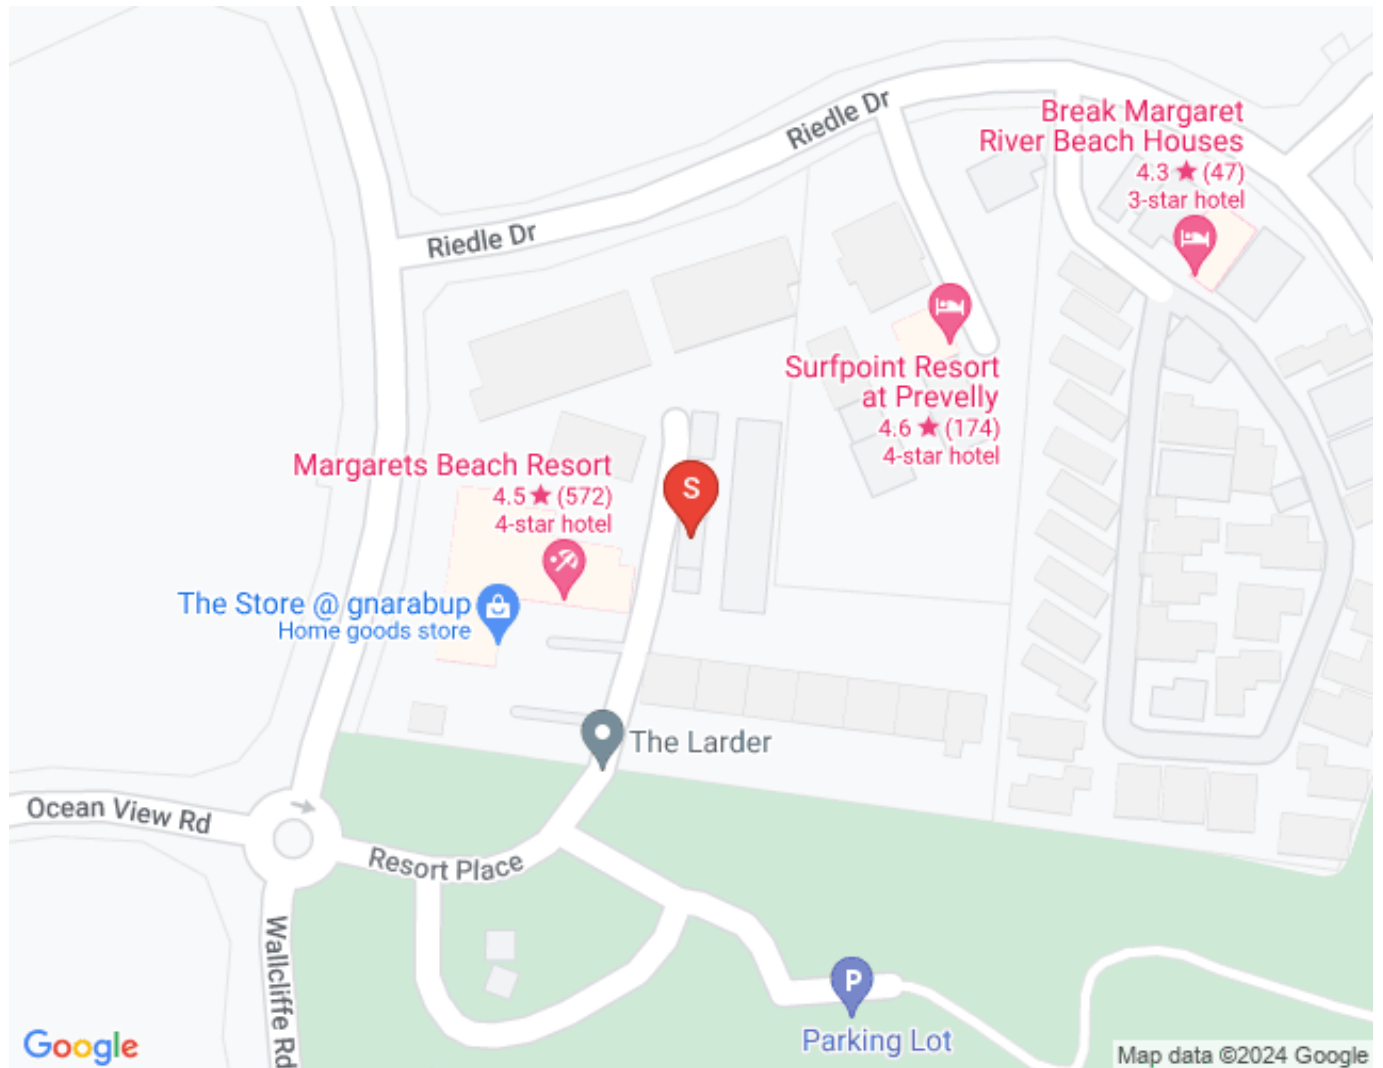 Riedle Dr
Break Margaret
River Beach Houses
4.3 ★ (47)
3-star hotel
Riedle Dr
Surfpoint Resort
at Prevelly
4.6 ★ (174)
4-star hotel
Margarets Beach Resort
4.5 ★ (572)
4-star hotel
S
The Store @ gnarabup
Home goods store
The Larder
Ocean View Rd
Resort Place
Wallcliffe Rd
P
Parking Lot
Google
Map data ©2024 Google